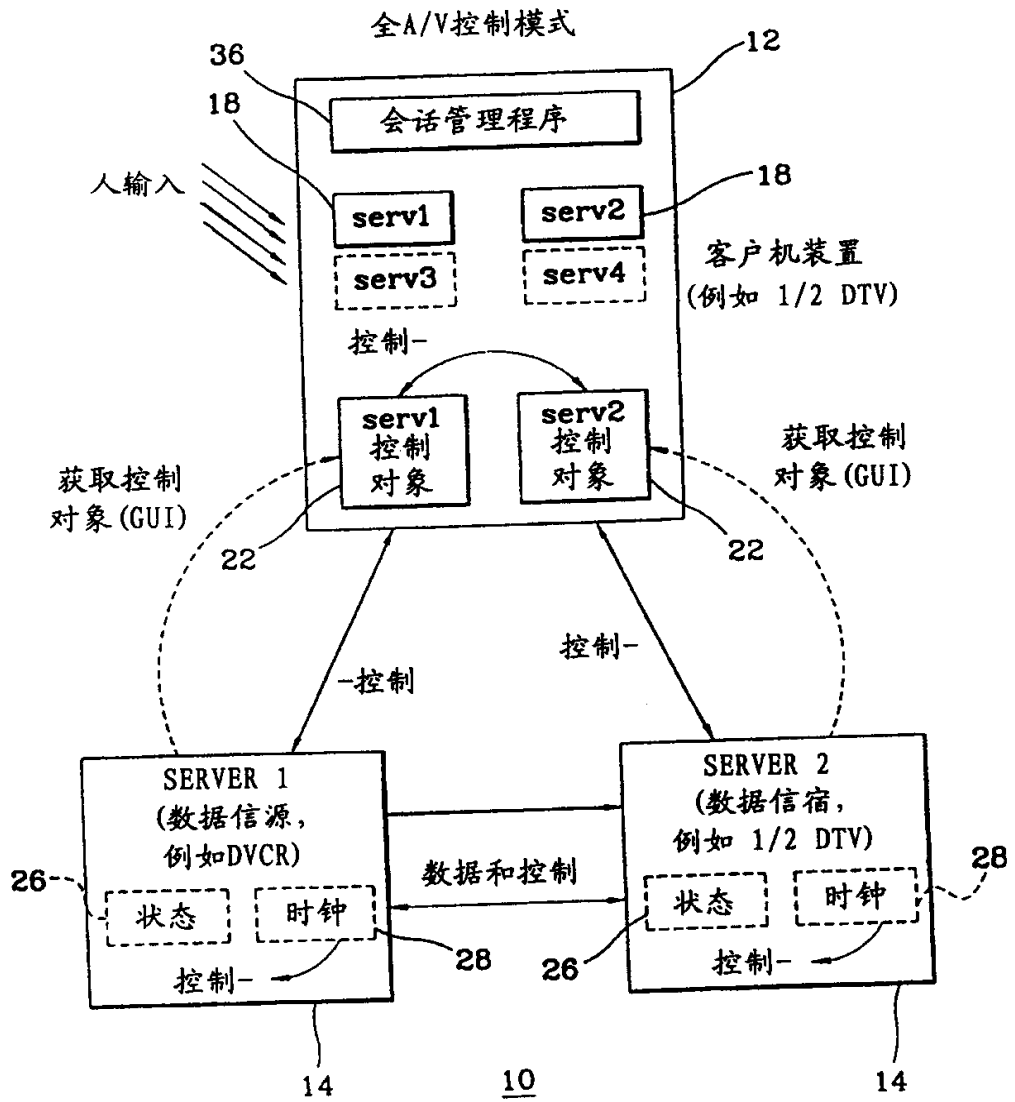 全A/V控制模式
12
36
会话管理程序
18
人输入
serv1
serv2
18
serv3
serv4
客户机装置
(例如 1/2 DTV)
控制-
serv1
控制
对象
serv2
控制
对象
获取控制
对象(GUI)
获取控制
对象(GUI)
22
22
控制-
-控制
SERVER 1
(数据信源,
例如DVCR)
SERVER 2
(数据信宿,
例如 1/2 DTV)
数据和控制
26
状态
时钟
28
控制-
26
状态
时钟
28
控制-
14
10
14